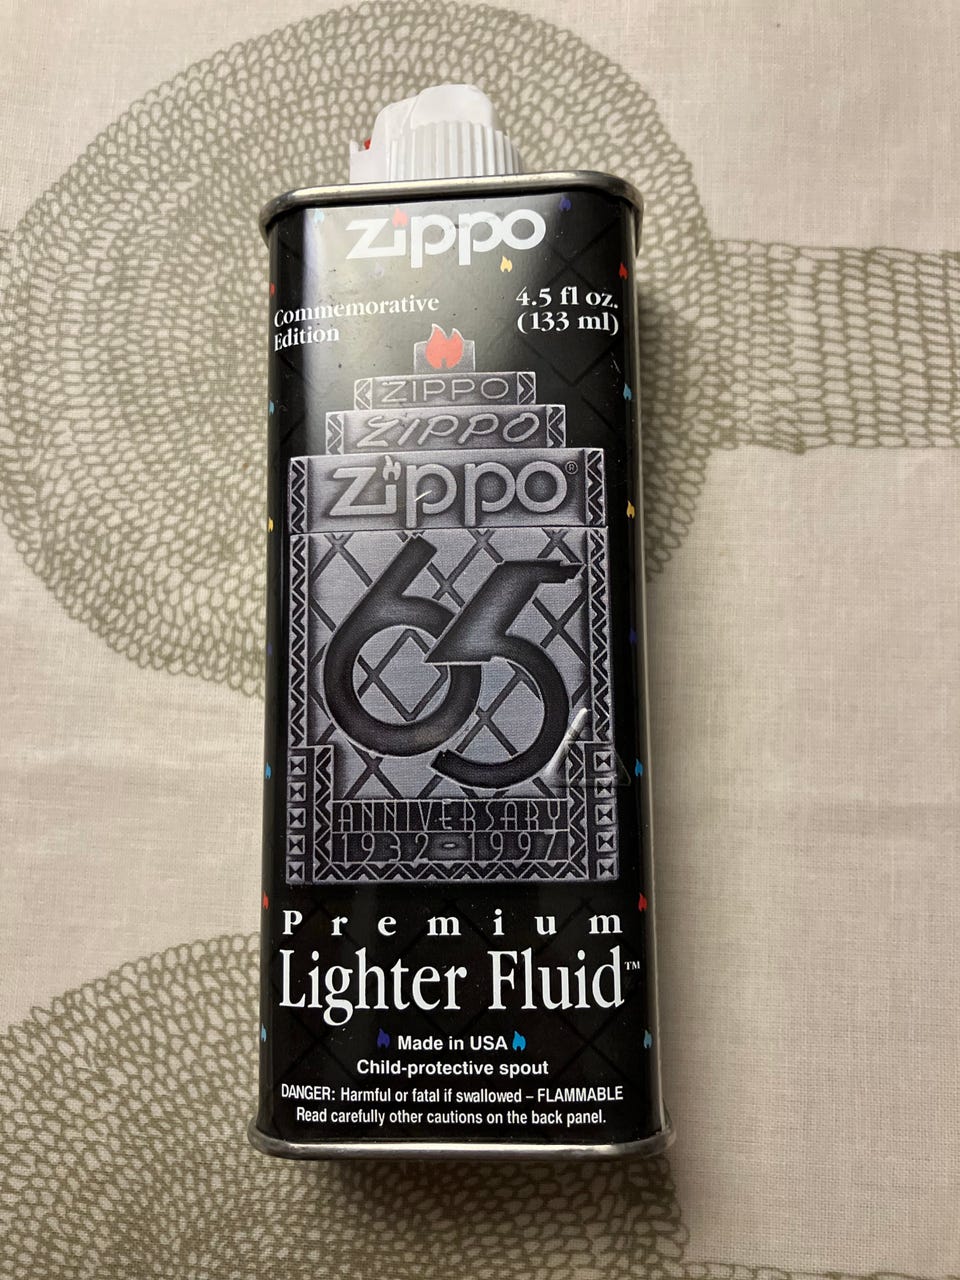 zippo
Commemorative
Edition
4.5 fl oz.
(133 ml)
ZIPPO
ZIPPO
zippo®
65
ANNIVERSARY
1932-1997
Premium
Lighter Fluid™
Made in USA
Child-protective spout
DANGER: Harmful or fatal if swallowed – FLAMMABLE
Read carefully other cautions on the back panel.